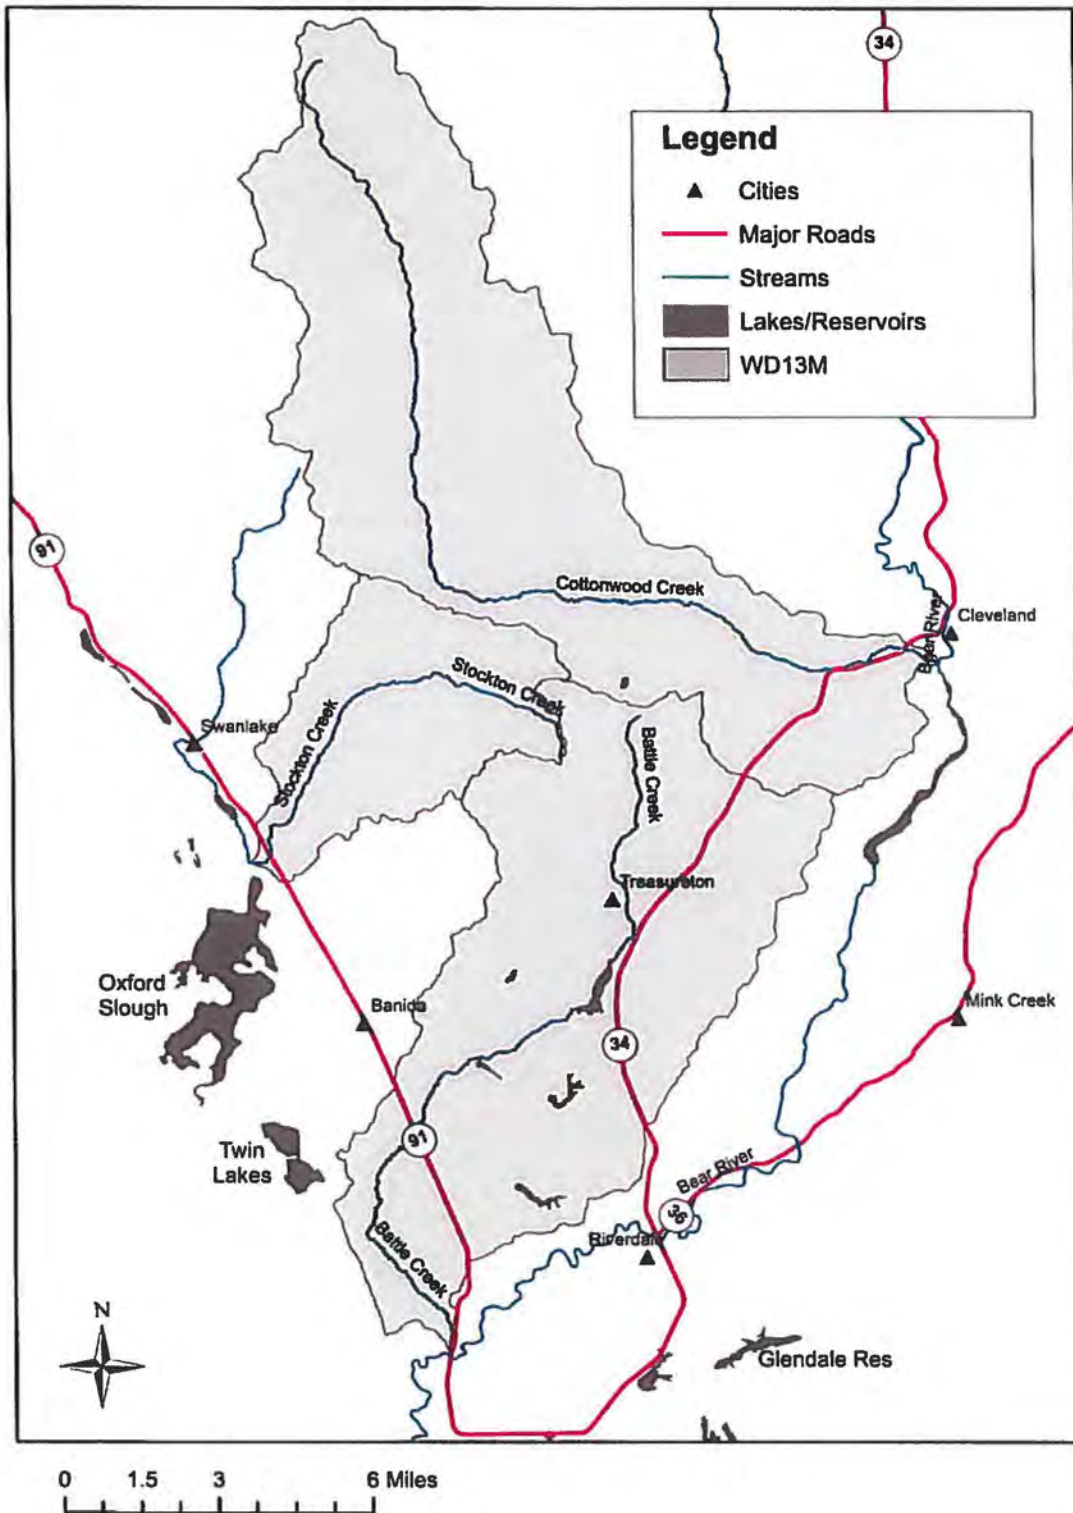 34
Legend
Cities
Major Roads
Streams
Lakes/Reservoirs
WD13M
91
Cottonwood Creek
Bear River
Cleveland
Stockton Creek
Stockton Creek
Swanlake
Battle Creek
Treasureton
Oxford
Slough
Banida
Mink Creek
34
91
Twin
Lakes
Bear River
36
Riverdale
Battle Creek
N
Glendale Res
0 1.5 3 6 Miles